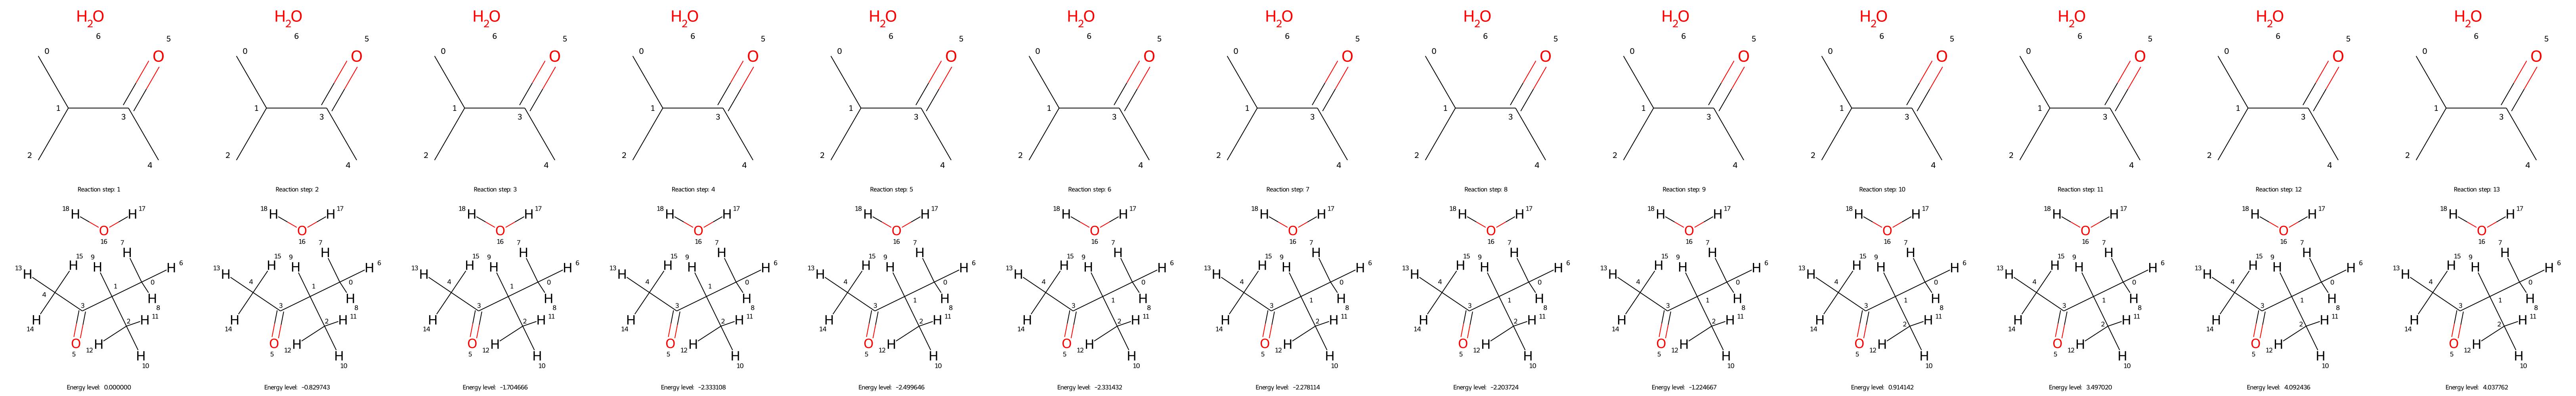 H2O H2O H2O H2O H2O H2O H2O H2O H2O H2O H2O H2O H2O
6 6 6 6 6 6 6 6 6 6 6 6 6
5 5 5 5 5 5 5 5 5 5 5 5 5
0 0 0 0 0 0 0 0 0 0 0 0 0
O O O O O O O O O O O O O
1 1 1 1 1 1 1 1 1 1 1 1 1
3 3 3 3 3 3 3 3 3 3 3 3 3
2 2 2 2 2 2 2 2 2 2 2 2 2
4 4 4 4 4 4 4 4 4 4 4 4 4
Reaction step: 1 Reaction step: 2 Reaction step: 3 Reaction step: 4 Reaction step: 5 Reaction step: 6 Reaction step: 7 Reaction step: 8 Reaction step: 9 Reaction step: 10 Reaction step: 11 Reaction step: 12 Reaction step: 13
18 H H 17 18 H H 17 18 H H 17 18 H H 17 18 H H 17 18 H H 17 18 H H 17 18 H H 17 18 H H 17 18 H H 17 18 H H 17 18 H H 17 18 H H 17
O O O O O O O O O O O O O
16 7 16 7 16 7 16 7 16 7 16 7 16 7 16 7 16 7 16 7 16 7 16 7 16 7
15 9 H 15 9 H 15 9 H 15 9 H 15 9 H 15 9 H 15 9 H 15 9 H 15 9 H 15 9 H 15 9 H 15 9 H 15 9 H
13 H H H H 6 13 H H H H 6 13 H H H H 6 13 H H H H 6 13 H H H H 6 13 H H H H 6 13 H H H H 6 13 H H H H 6 13 H H H H 6 13 H H H H 6 13 H H H H 6 13 H H H H 6 13 H H H H 6
4 1 0 4 1 0 4 1 0 4 1 0 4 1 0 4 1 0 4 1 0 4 1 0 4 1 0 4 1 0 4 1 0 4 1 0 4 1 0
3 H 8 3 H 8 3 H 8 3 H 8 3 H 8 3 H 8 3 H 8 3 H 8 3 H 8 3 H 8 3 H 8 3 H 8 3 H 8
H 14 2 H 11 H 14 2 H 11 H 14 2 H 11 H 14 2 H 11 H 14 2 H 11 H 14 2 H 11 H 14 2 H 11 H 14 2 H 11 H 14 2 H 11 H 14 2 H 11 H 14 2 H 11 H 14 2 H 11 H 14 2 H 11
O 12 H O 12 H O 12 H O 12 H O 12 H O 12 H O 12 H O 12 H O 12 H O 12 H O 12 H O 12 H O 12 H
5 H 5 H 5 H 5 H 5 H 5 H 5 H 5 H 5 H 5 H 5 H 5 H 5 H
10 10 10 10 10 10 10 10 10 10 10 10 10
Energy level: 0.000000 Energy level: -0.829743 Energy level: -1.704666 Energy level: -2.333108 Energy level: -2.499646 Energy level: -2.331432 Energy level: -2.278114 Energy level: -2.203724 Energy level: -1.224667 Energy level: 0.914142 Energy level: 3.497020 Energy level: 4.092436 Energy level: 4.037762